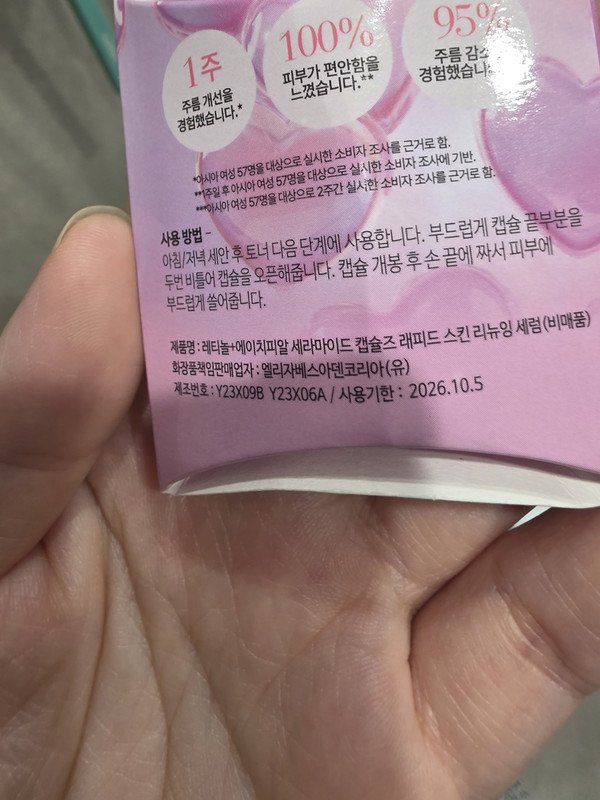 1주
주름 개선을
경험했습니다.*
100%
피부가 편안함을
느꼈습니다.**
95%
주름 감소
경험했습니
*아시아 여성 57명을 대상으로 실시한 소비자 조사를 근거로 함.
**1주일 후 아시아 여성 57명을 대상으로 실시한 소비자 조사에 기반.
***아시아 여성 57명을 대상으로 2주간 실시한 소비자 조사를 근거로 함.
사용 방법 -
아침/저녁 세안 후 토너 다음 단계에 사용합니다. 부드럽게 캡슐 끝부분을
두번 비틀어 캡슐을 오픈해줍니다. 캡슐 개봉 후 손 끝에 짜서 피부에
부드럽게 쓸어줍니다.
제품명 : 레티놀+에이치피알 세라마이드 캡슐즈 래피드 스킨 리뉴잉 세럼 (비매품)
화장품책임판매업자 : 엘리자베스아덴코리아(유)
제조번호 : Y23X09B Y23X06A / 사용기한 : 2026.10.5